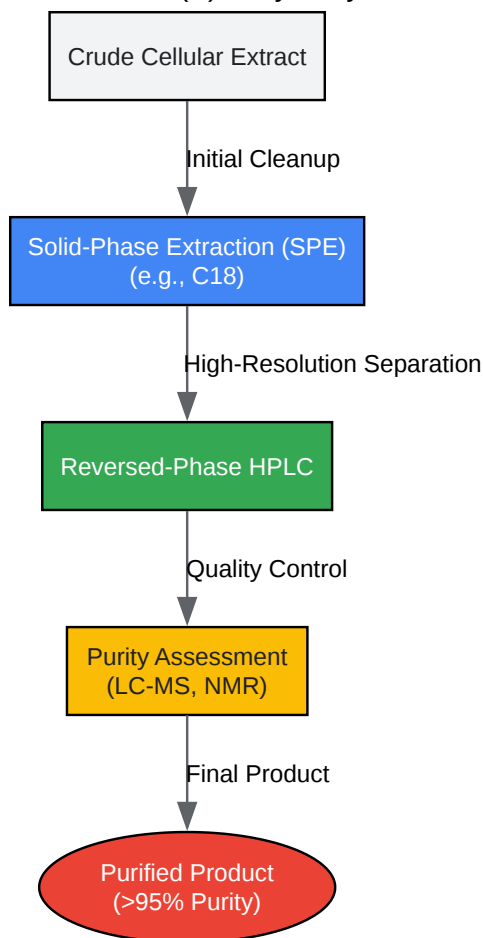 Crude Cellular Extract
Initial Cleanup
Solid-Phase Extraction (SPE)
(e.g., C18)
High-Resolution Separation
Reversed-Phase HPLC
Quality Control
Purity Assessment
(LC-MS, NMR)
Final Product
Purified Product
(>95% Purity)